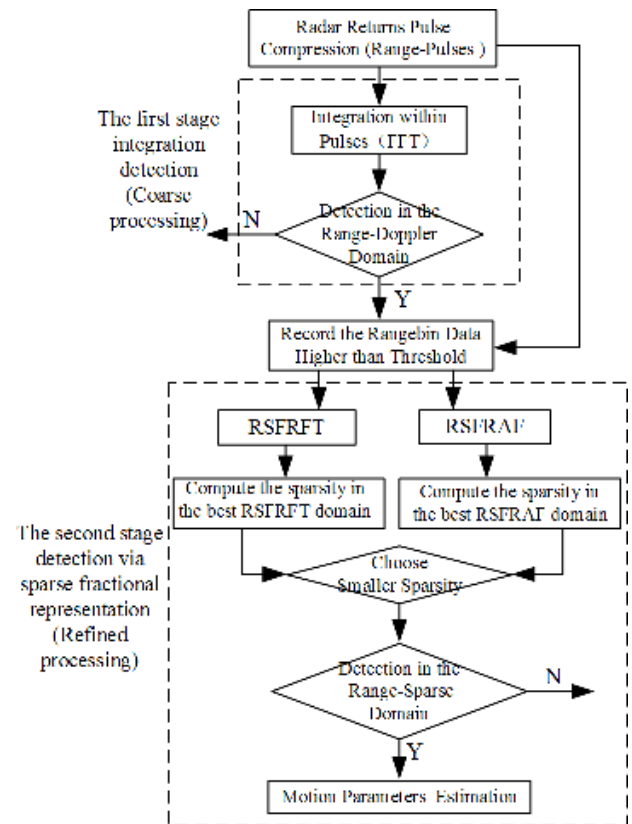 Radar Returns Pulse
Compression (Range-Pulses )
The first stage
integration
detection
(Coarse
processing)
Integration within
Pulses（FFT）
Detection in the
Range-Doppler
Domain
N
Y
Record the Rangebin Data
Higher than Threshold
RSFRFT
RSFRAF
Compute the sparsity in
the best RSFRFT domain
Compute the sparsity in
the best RSFRAF domain
The second stage
detection via
sparse fractional
representation
(Refined
processing)
Choose
Smaller Sparsity
Detection in the
Range-Sparse
Domain
N
Y
Motion Parameters Estimation